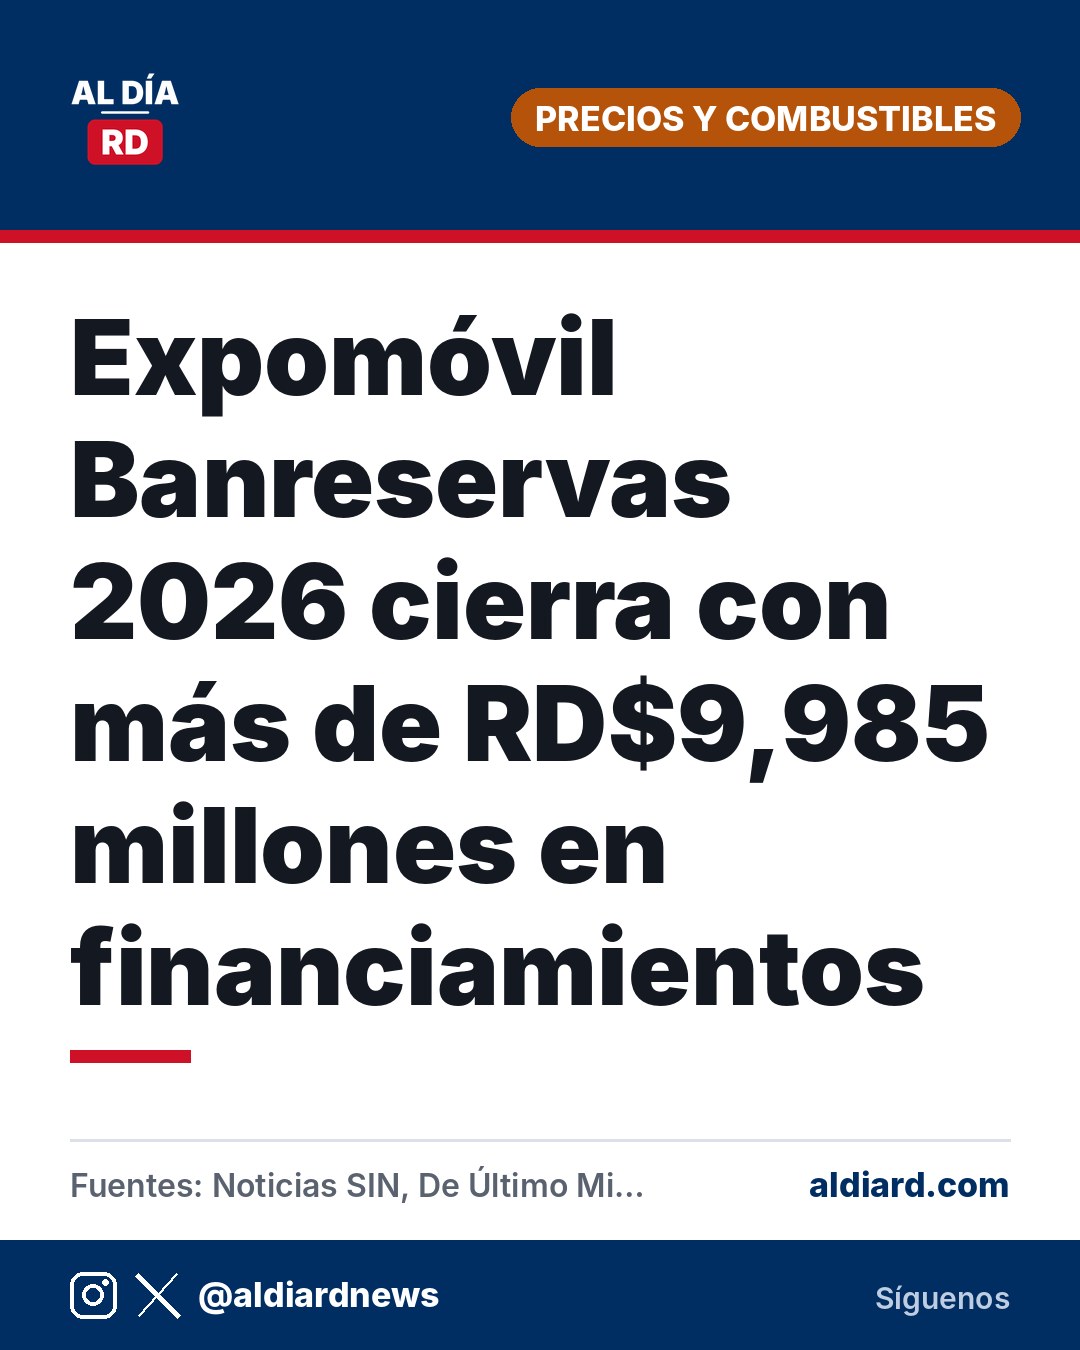 AL DÍA
RD
PRECIOS Y COMBUSTIBLES
Expomóvil
Banreservas
2026 cierra con
más de RD$9,985
millones en
financiamientos
Fuentes: Noticias SIN, De Último Mi...
aldiard.com
@aldiardnews
Síguenos